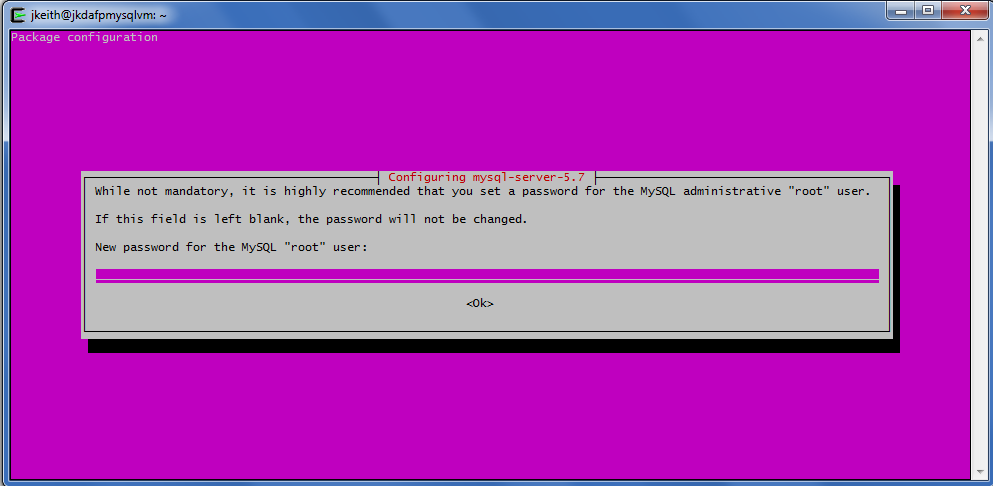 jkeith@jkdafpmysqlvm: ~
Package configuration
Configuring mysql-server-5.7
While not mandatory, it is highly recommended that you set a password for the MySQL administrative "root" user.
If this field is left blank, the password will not be changed.
New password for the MySQL "root" user:
<Ok>